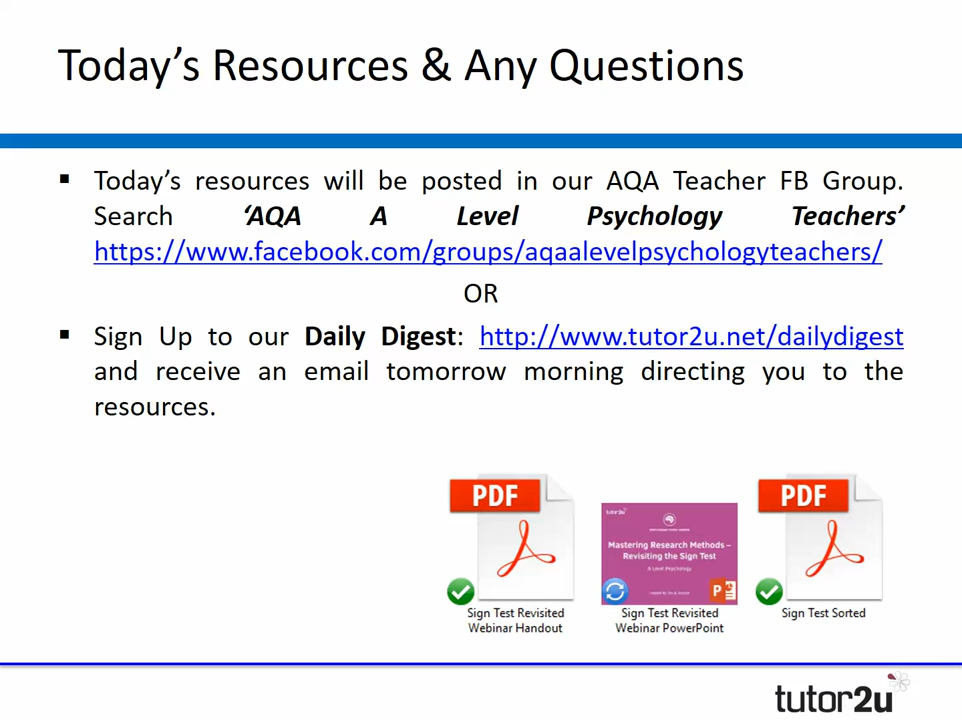 Today’s Resources & Any Questions
▪ Today’s resources will be posted in our AQA Teacher FB Group.
Search ‘AQA A Level Psychology Teachers’
https://www.facebook.com/groups/aqaalevelpsychologyteachers/
OR
▪ Sign Up to our Daily Digest: http://www.tutor2u.net/dailydigest
and receive an email tomorrow morning directing you to the
resources.
PDF
tutor2u
Mastering Research Methods –
Revisiting the Sign Test
A Level Psychology
P
PDF
Sign Test Revisited
Webinar Handout
Sign Test Revisited
Webinar PowerPoint
Sign Test Sorted
tutor2u